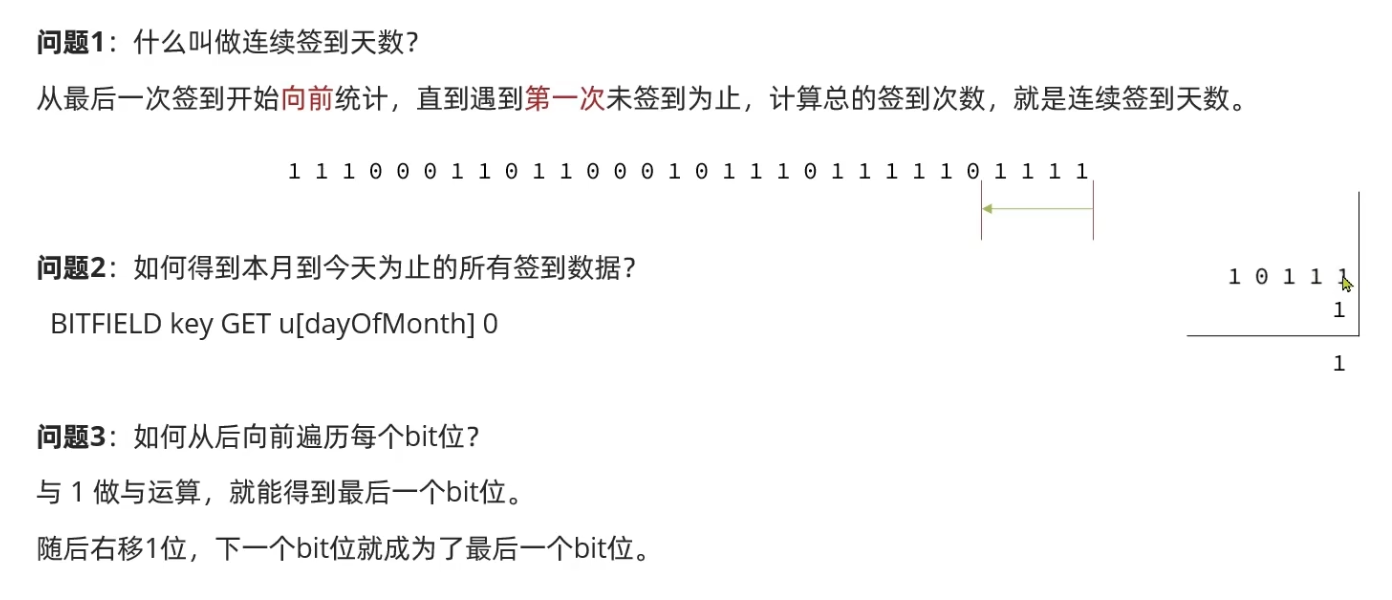 问题1：什么叫做连续签到天数？
从最后一次签到开始向前统计，直到遇到第一次未签到为止，计算总的签到次数，就是连续签到天数。
1 1 1 0 0 0 1 1 0 1 1 0 0 0 1 0 1 1 1 0 1 1 1 1 1 0 1 1 1 1
问题2：如何得到本月到今天为止的所有签到数据？
1 0 1 1 1
1
BITFIELD key GET u[dayOfMonth] 0
1
问题3：如何从后向前遍历每个bit位？
与 1 做与运算，就能得到最后一个bit位。
随后右移1位，下一个bit位就成为了最后一个bit位。